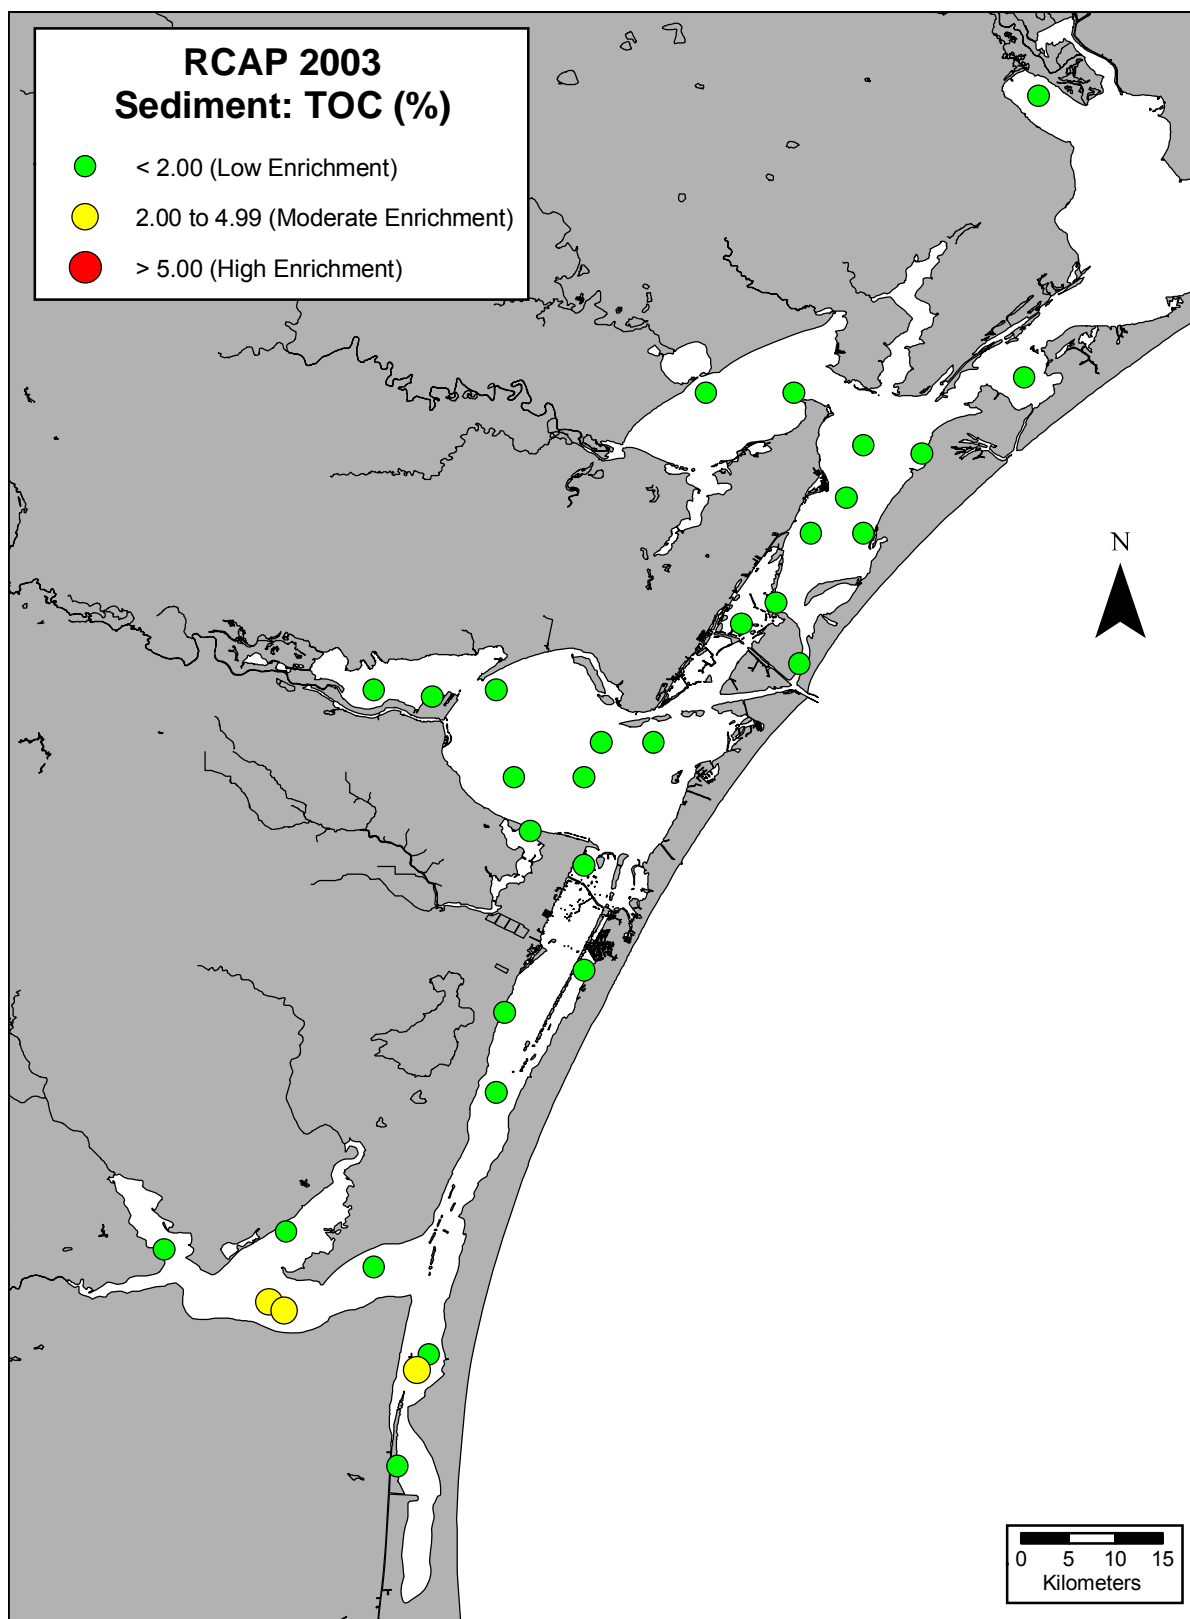 RCAP 2003
Sediment: TOC (%)
< 2.00 (Low Enrichment)
2.00 to 4.99 (Moderate Enrichment)
> 5.00 (High Enrichment)
N
0 5 10 15
Kilometers